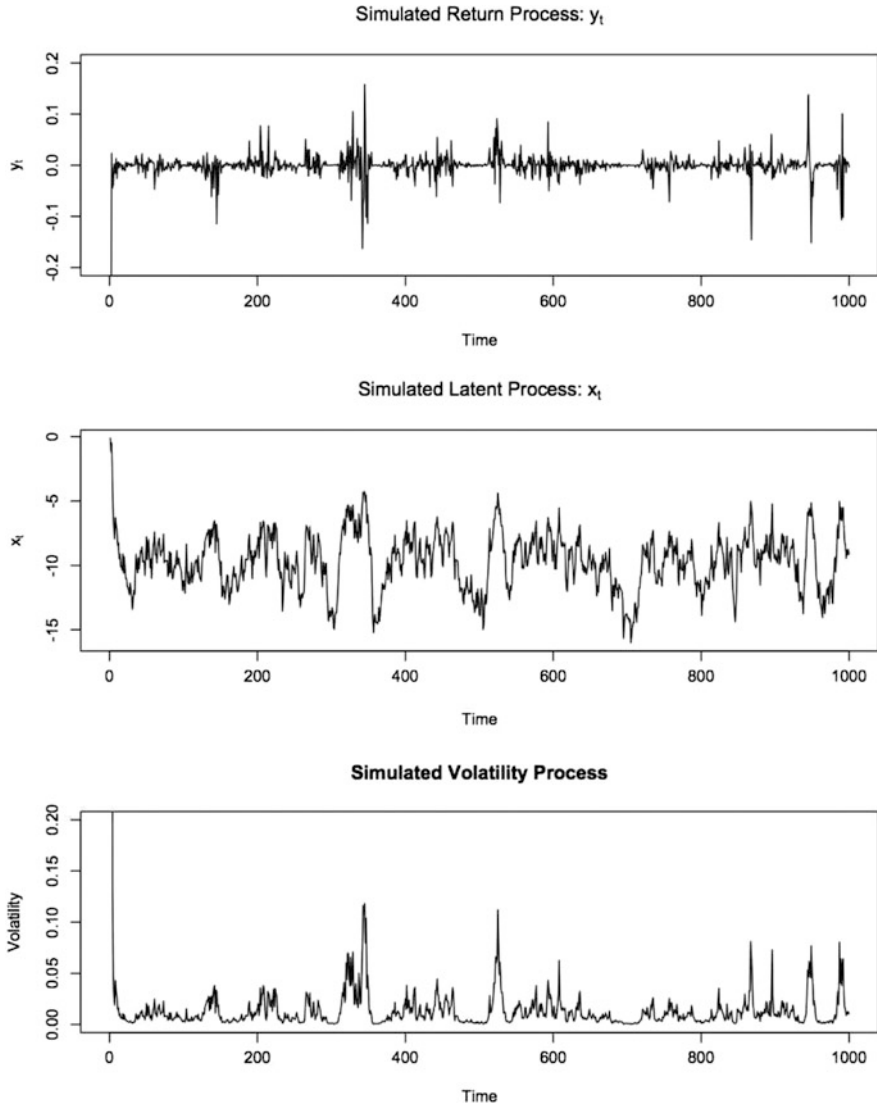 Simulated Return Process: yt
0.2
0.1
0.0
-0.1
-0.2
yt
0 200 400 600 800 1000
Time
Simulated Latent Process: xt
0
-5
-10
-15
xt
0 200 400 600 800 1000
Time
Simulated Volatility Process
0.20
0.15
0.10
0.05
0.00
Volatility
0 200 400 600 800 1000
Time